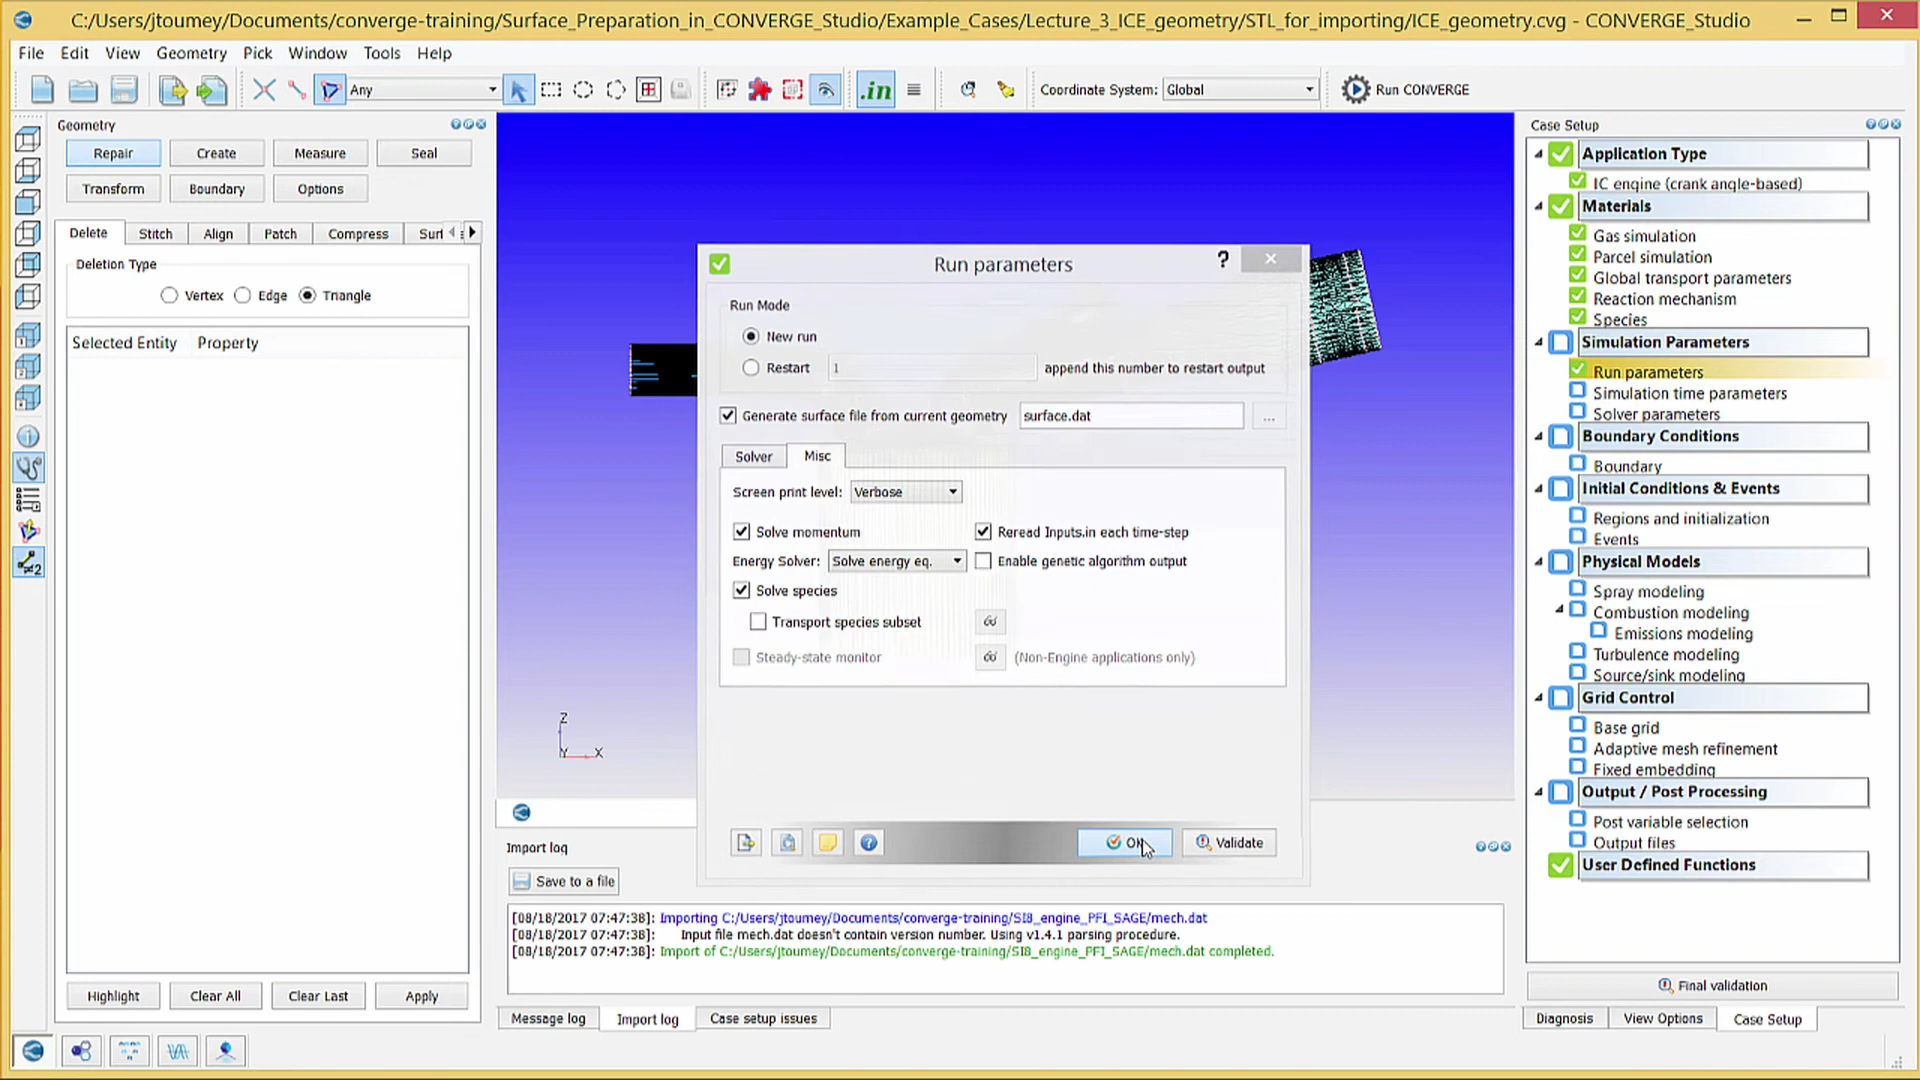 C:/Users/jtoumey/Documents/converge-training/Surface_Preparation_in_CONVERGE_Studio/Example_Cases/Lecture_3_ICE_geometry/STL_for_importing/ICE_geometry.cvg - CONVERGE_Studio
File Edit View Geometry Pick Window Tools Help
Any
.in
Coordinate System: Global
Run CONVERGE
Geometry
Repair Create Measure Seal
Transform Boundary Options
Delete Stitch Align Patch Compress
Deletion Type
Vertex Edge Triangle
Selected Entity Property
Highlight Clear All Clear Last Apply
Z
Y X
Run parameters
?
Run Mode
New run
Restart 1 append this number to restart output
Generate surface file from current geometry surface.dat ...
Solver Misc
Screen print level: Verbose
Solve momentum Reread Inputs.in each time-step
Energy Solver: Solve energy eq. Enable genetic algorithm output
Solve species
Transport species subset
Steady-state monitor (Non-Engine applications only)
OK Validate
Import log
Save to a file
[08/18/2017 07:47:38]: Importing C:/Users/jtoumey/Documents/converge-training/SI8_engine_PFI_SAGE/mech.dat
[08/18/2017 07:47:38]: Input file mech.dat doesn't contain version number. Using v1.4.1 parsing procedure.
[08/18/2017 07:47:38]: Import of C:/Users/jtoumey/Documents/converge-training/SI8_engine_PFI_SAGE/mech.dat completed.
Message log Import log Case setup issues
Case Setup
Application Type
IC engine (crank angle-based)
Materials
Gas simulation
Parcel simulation
Global transport parameters
Reaction mechanism
Species
Simulation Parameters
Run parameters
Simulation time parameters
Solver parameters
Boundary Conditions
Boundary
Initial Conditions & Events
Regions and initialization
Events
Physical Models
Spray modeling
Combustion modeling
Emissions modeling
Turbulence modeling
Source/sink modeling
Grid Control
Base grid
Adaptive mesh refinement
Fixed embedding
Output / Post Processing
Post variable selection
Output files
User Defined Functions
Final validation
Diagnosis View Options Case Setup